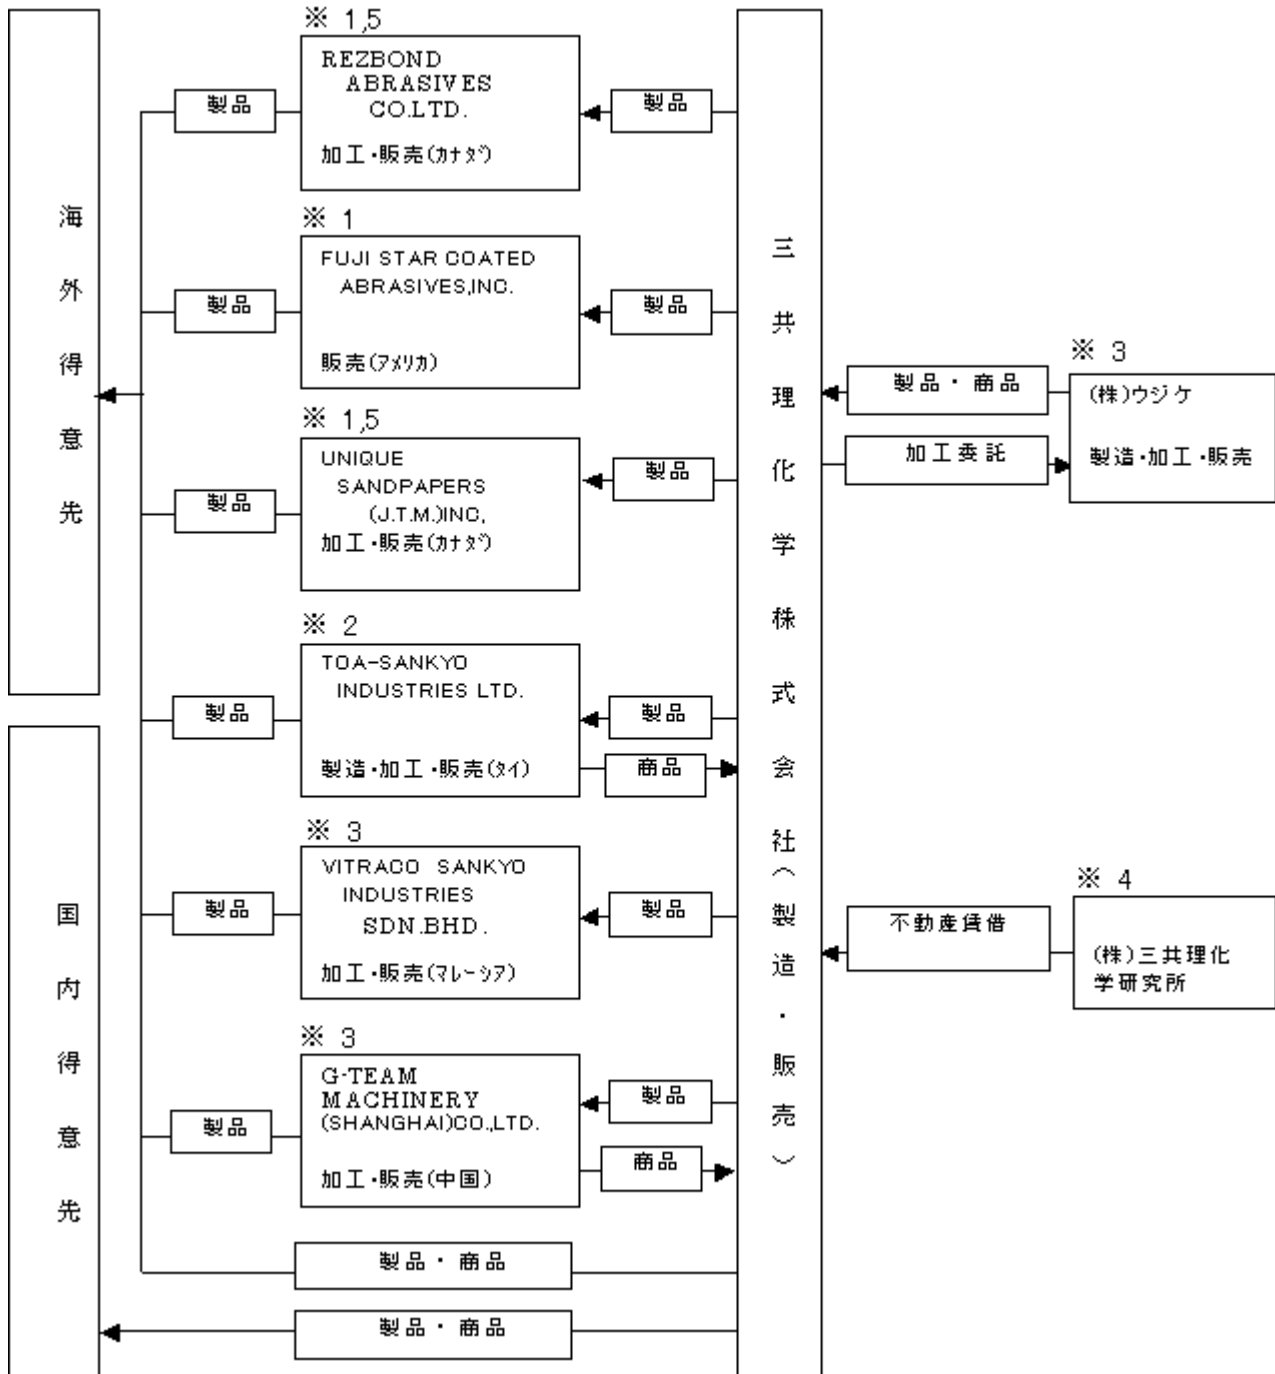 海外得意先
国内得意先
※ 1,5
REZBOND
ABRASIVES
CO.LTD.
加工・販売(ｶﾅﾀﾞ)
製品
製品
※ 1
FUJI STAR COATED
ABRASIVES,INC.
販売(ｱﾒﾘｶ)
製品
製品
※ 1,5
UNIQUE
SANDPAPERS
(J.T.M.)INC,
加工・販売(ｶﾅﾀﾞ)
製品
製品
※ 2
TOA-SANKYO
INDUSTRIES LTD.
製造・加工・販売(ﾀｲ)
製品
製品
商品
※ 3
VITRACO SANKYO
INDUSTRIES
SDN.BHD.
加工・販売(ﾏﾚｰｼｱ)
製品
製品
※ 3
G-TEAM
MACHINERY
(SHANGHAI)CO.,LTD.
加工・販売(中国)
製品
製品
商品
製品・商品
製品・商品
三共理化学株式会社(製造・販売)
製品・商品
加工委託
※ 3
(株)ウジケ
製造・加工・販売
不動産賃借
※ 4
(株)三共理化
学研究所